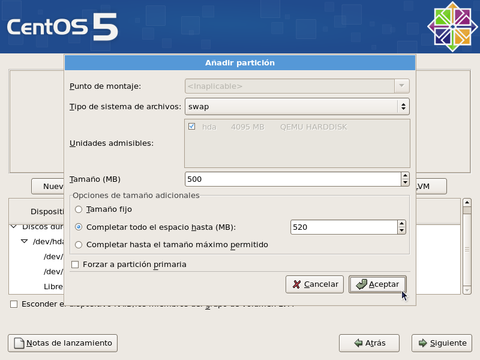 CentOS 5
Añadir partición
Punto de montaje: <Inaplicable>
Tipo de sistema de archivos: swap
hda 4095 MB QEMU HARDDISK
Unidades admisibles:
Tamaño (MB) 500
Opciones de tamaño adicionales
Tamaño fijo
Completar todo el espacio hasta (MB): 520
Completar hasta el tamaño máximo permitido
Forzar a partición primaria
Cancelar Aceptar
Nuev
VM
Dispositi
Discos dur
/dev/hda
/dev/
/dev/
Libre
Esconder
Notas de lanzamiento
Atrás Siguiente